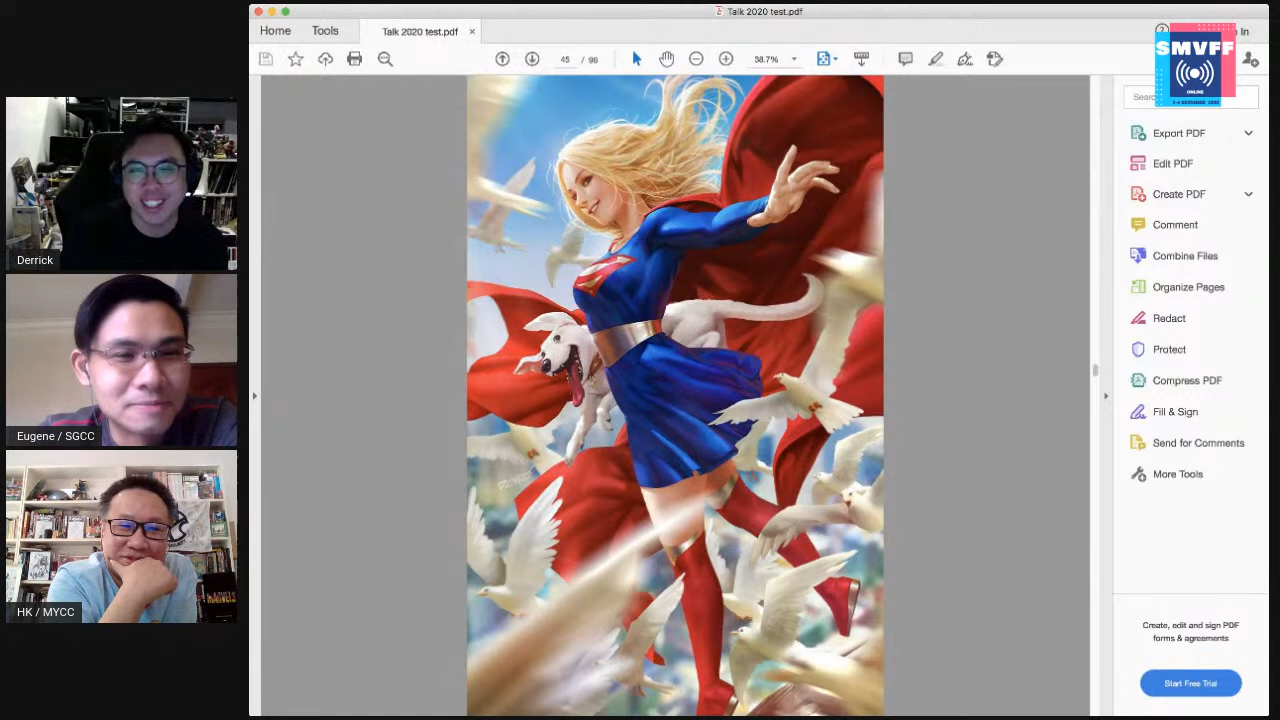 Talk 2020 test.pdf
Home
Tools
Talk 2020 test.pdf
In
SMVFF
ONLINE
45 / 96
38.7%
Export PDF
Edit PDF
Create PDF
Comment
Combine Files
Organize Pages
Redact
Protect
Compress PDF
Fill & Sign
Send for Comments
More Tools
Create, edit and sign PDF
forms & agreements
Start Free Trial
Derrick
Eugene / SGCC
HK / MYCC